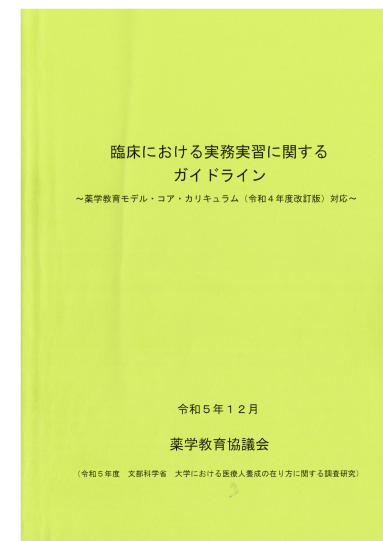 臨床における実務実習に関する
ガイドライン
～薬学教育モデル・コア・カリキュラム（令和４年度改訂版）対応～
令和５年１２月
薬学教育協議会
（令和５年度　文部科学省　大学における医療人養成の在り方に関する調査研究）